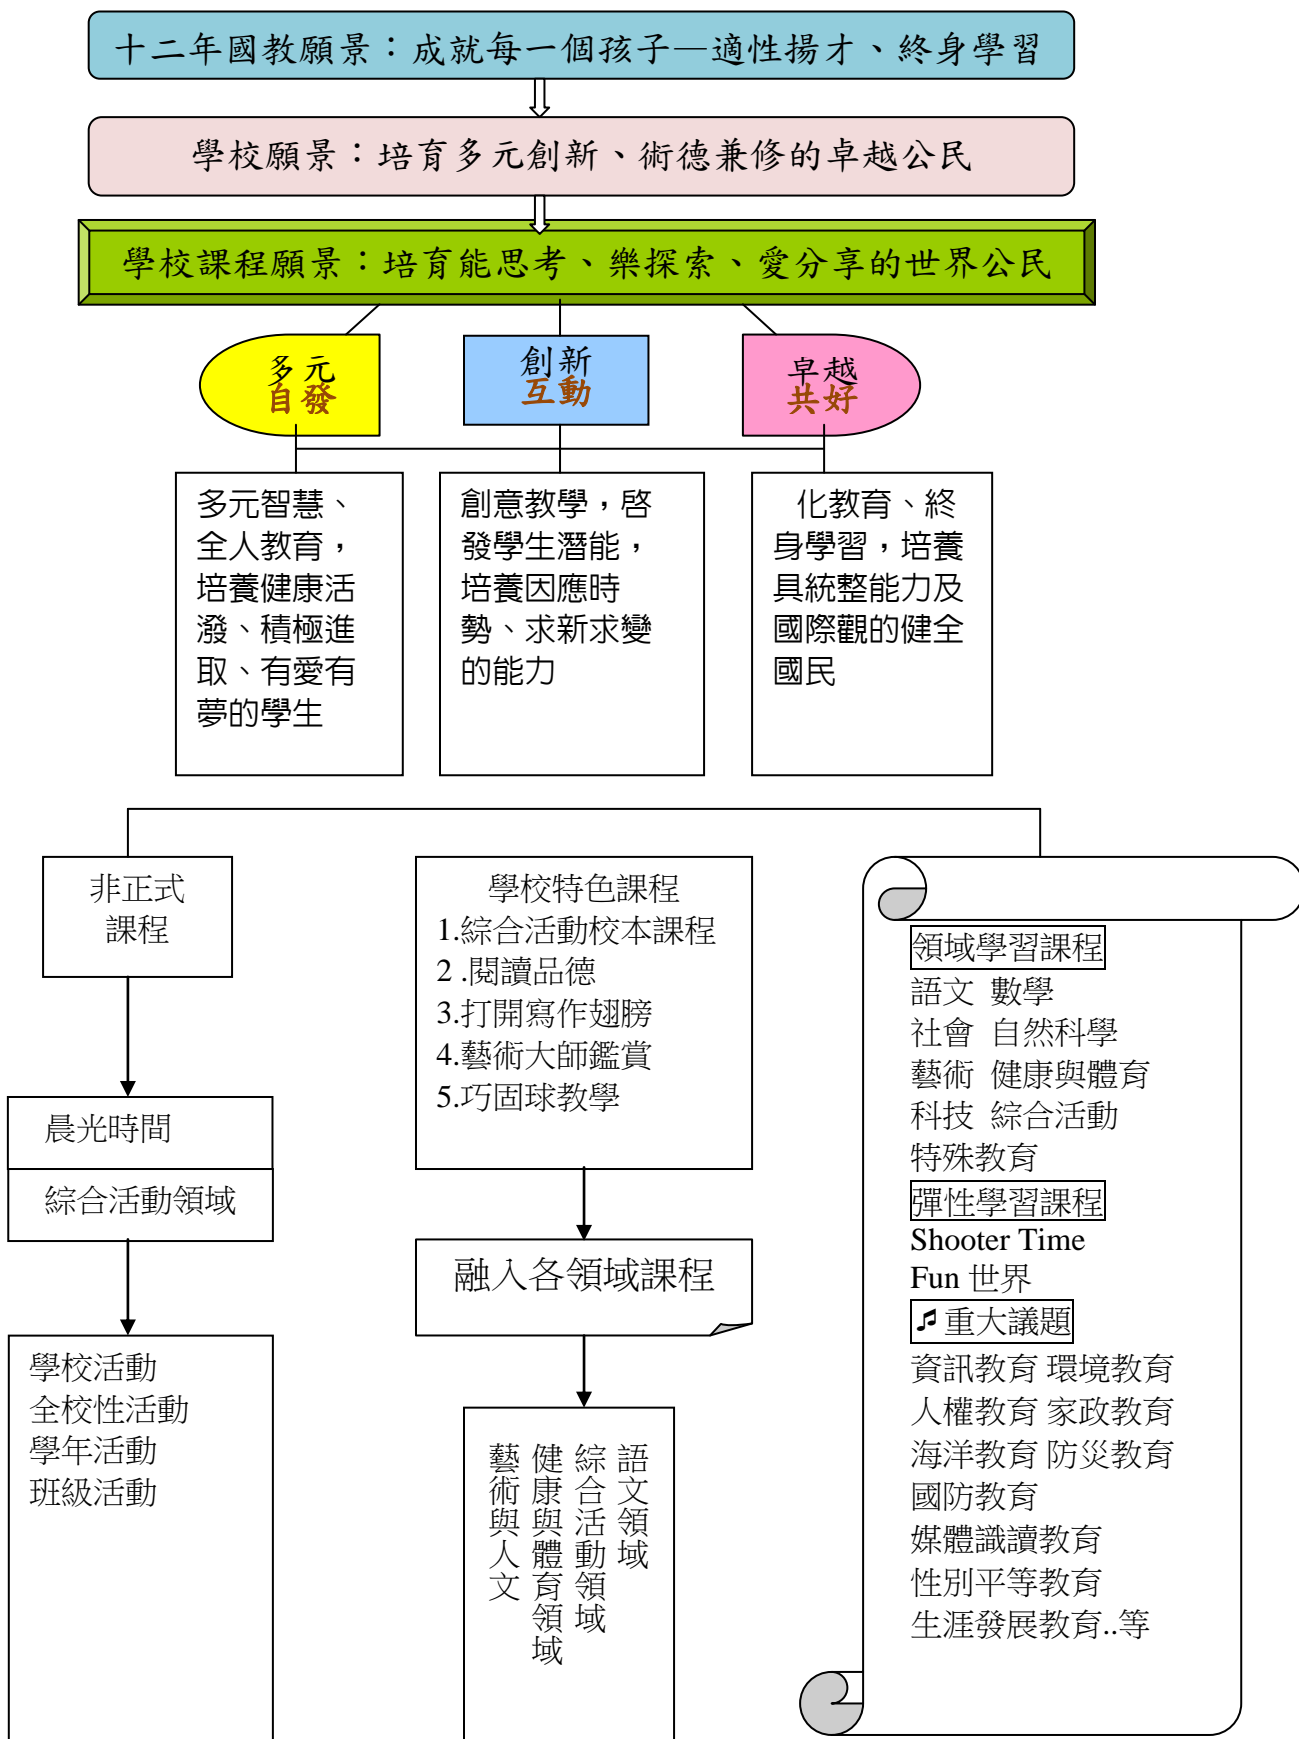 十二年國教願景：成就每一個孩子—適性揚才、終身學習
學校願景：培育多元創新、術德兼修的卓越公民
學校課程願景：培育能思考、樂探索、愛分享的世界公民
多元
自發
創新
互動
卓越
共好
多元智慧、
全人教育，
培養健康活
潑、積極進
取、有愛有
夢的學生
創意教學，啓
發學生潛能，
培養因應時
勢、求新求變
的能力
化教育、終
身學習，培養
具統整能力及
國際觀的健全
國民
非正式
課程
晨光時間
綜合活動領域
學校活動
全校性活動
學年活動
班級活動
學校特色課程
1.綜合活動校本課程
2 .閱讀品德
3.打開寫作翅膀
4.藝術大師鑑賞
5.巧固球教學
融入各領域課程
語文領域
綜合活動領域
健康與體育領域
藝術與人文
領域學習課程
語文 數學
社會 自然科學
藝術 健康與體育
科技 綜合活動
特殊教育
彈性學習課程
Shooter Time
Fun 世界
♬重大議題
資訊教育 環境教育
人權教育 家政教育
海洋教育 防災教育
國防教育
媒體識讀教育
性別平等教育
生涯發展教育..等